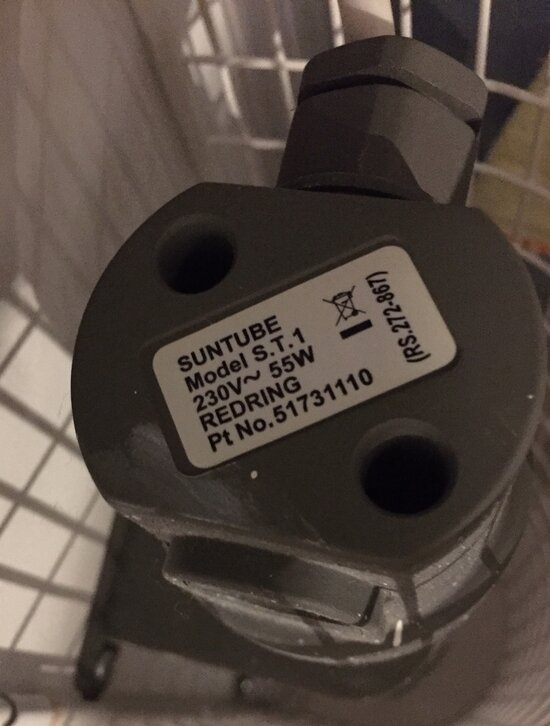 SUNTUBE
Model S.T.1
230V~ 55W
REDRING
Pt No.51731110
(RS.272-867)